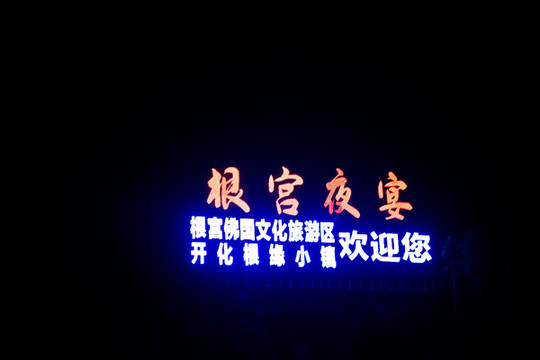 根宫夜宴
根宫佛国文化旅游区
开化根缘小镇
欢迎您